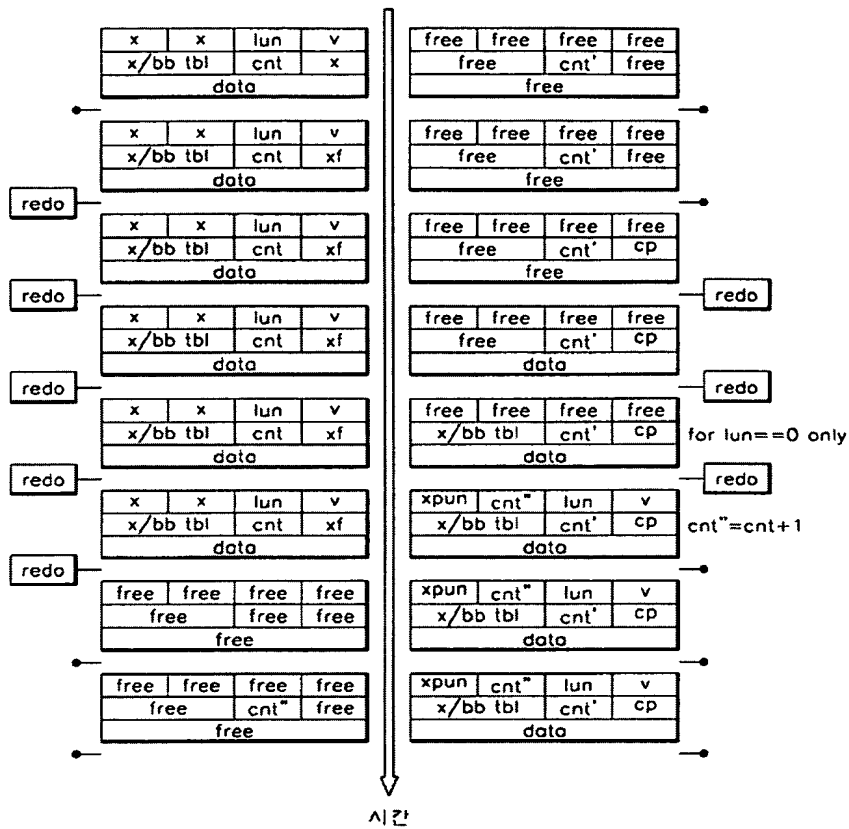 x x lun v
x/bb tbl cnt x
data
free free free free
free cnt' free
free
x x lun v
x/bb tbl cnt xf
data
free free free free
free cnt' free
free
redo
x x lun v
x/bb tbl cnt xf
data
free free free free
free cnt' cp
free
redo
redo
x x lun v
x/bb tbl cnt xf
data
free free free free
free cnt' cp
data
redo
redo
x x lun v
x/bb tbl cnt xf
data
free free free free
x/bb tbl cnt' cp
data
for lun==0 only
redo
redo
x x lun v
x/bb tbl cnt xf
data
xpun cnt" lun v
x/bb tbl cnt' cp
data
cnt"=cnt+1
redo
free free free free
free free free
free
xpun cnt" lun v
x/bb tbl cnt' cp
data
free free free free
free cnt" free
free
xpun cnt" lun v
x/bb tbl cnt' cp
data
시간